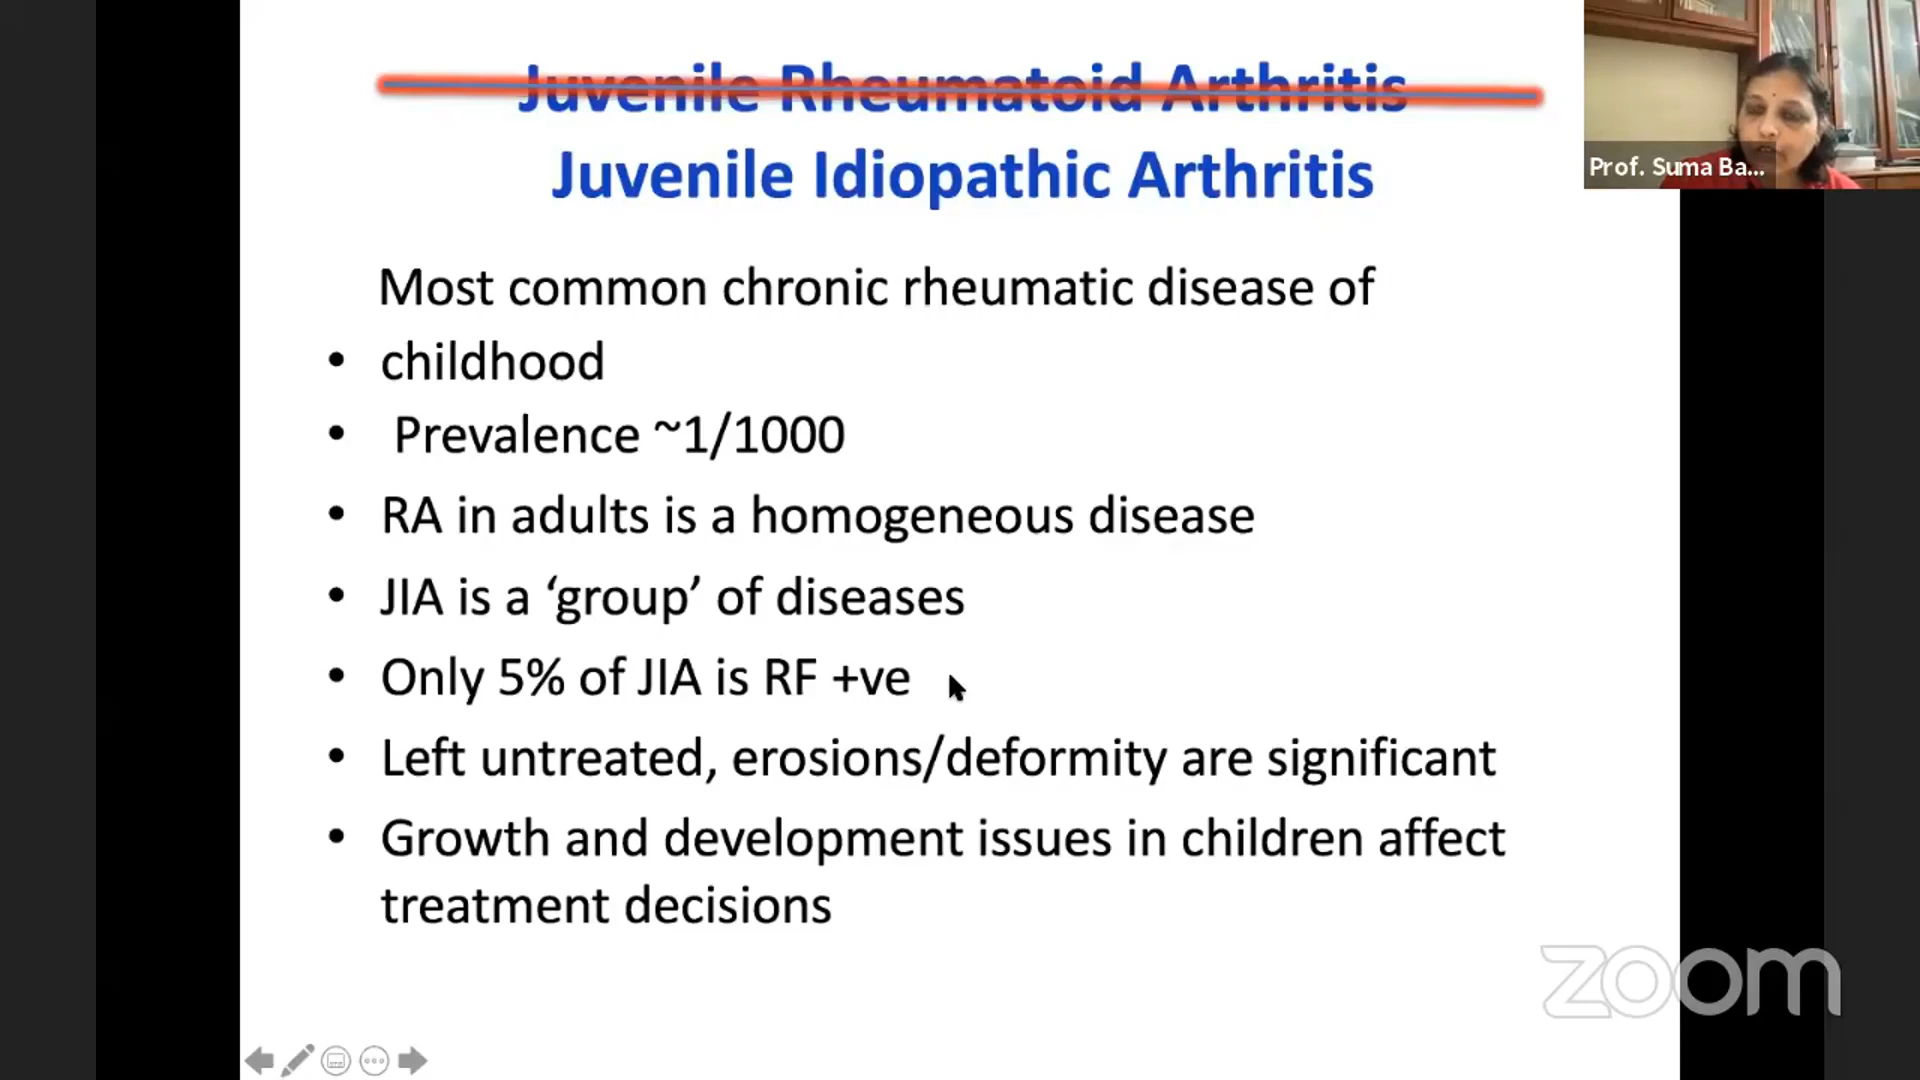 Juvenile Rheumatoid Arthritis
Juvenile Idiopathic Arthritis
Prof. Suma Ba...
Most common chronic rheumatic disease of
• childhood
• Prevalence ~1/1000
• RA in adults is a homogeneous disease
• JIA is a ‘group’ of diseases
• Only 5% of JIA is RF +ve
• Left untreated, erosions/deformity are significant
• Growth and development issues in children affect
treatment decisions
zoom